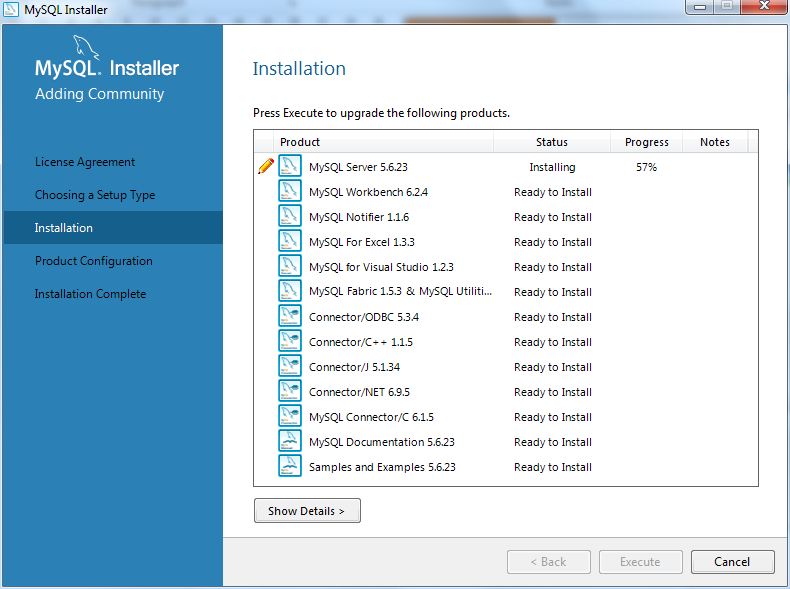 MySQL Installer
MySQL. Installer
Adding Community
License Agreement
Choosing a Setup Type
Installation
Product Configuration
Installation Complete
Installation
Press Execute to upgrade the following products.
Product Status Progress Notes
MySQL Server 5.6.23 Installing 57%
MySQL Workbench 6.2.4 Ready to Install
MySQL Notifier 1.1.6 Ready to Install
MySQL For Excel 1.3.3 Ready to Install
MySQL for Visual Studio 1.2.3 Ready to Install
MySQL Fabric 1.5.3 & MySQL Utiliti... Ready to Install
Connector/ODBC 5.3.4 Ready to Install
Connector/C++ 1.1.5 Ready to Install
Connector/J 5.1.34 Ready to Install
Connector/NET 6.9.5 Ready to Install
MySQL Connector/C 6.1.5 Ready to Install
MySQL Documentation 5.6.23 Ready to Install
Samples and Examples 5.6.23 Ready to Install
Show Details >
< Back Execute Cancel